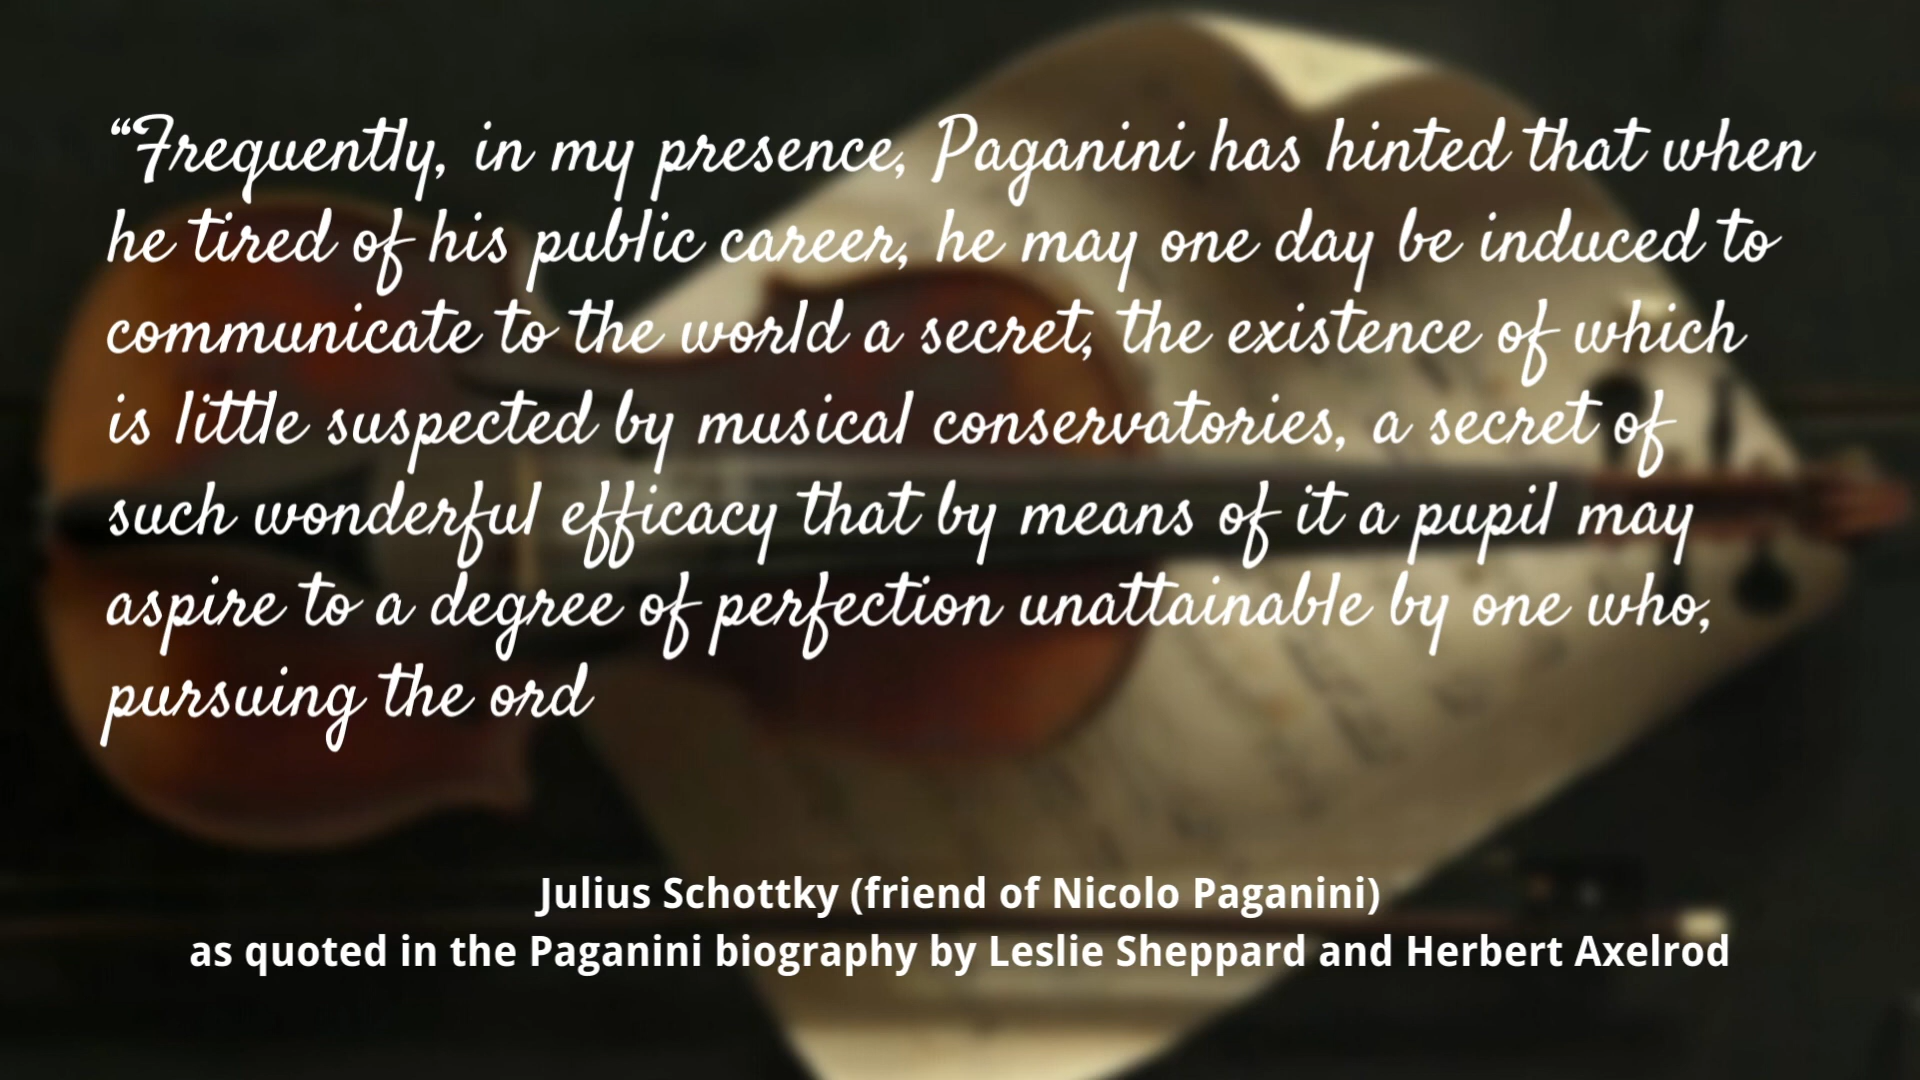 “Frequently, in my presence, Paganini has hinted that when
he tired of his public career, he may one day be induced to
communicate to the world a secret, the existence of which
is little suspected by musical conservatories, a secret of
such wonderful efficacy that by means of it a pupil may
aspire to a degree of perfection unattainable by one who,
pursuing the ord
Julius Schottky (friend of Nicolo Paganini)
as quoted in the Paganini biography by Leslie Sheppard and Herbert Axelrod